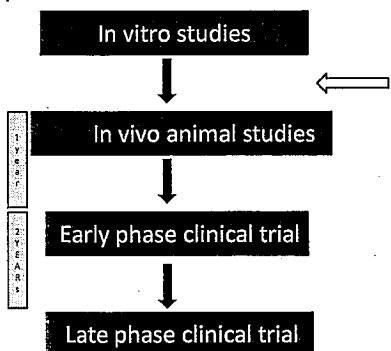 In vitro studies
1 year
In vivo animal studies
2 YEARs
Early phase clinical trial
Late phase clinical trial